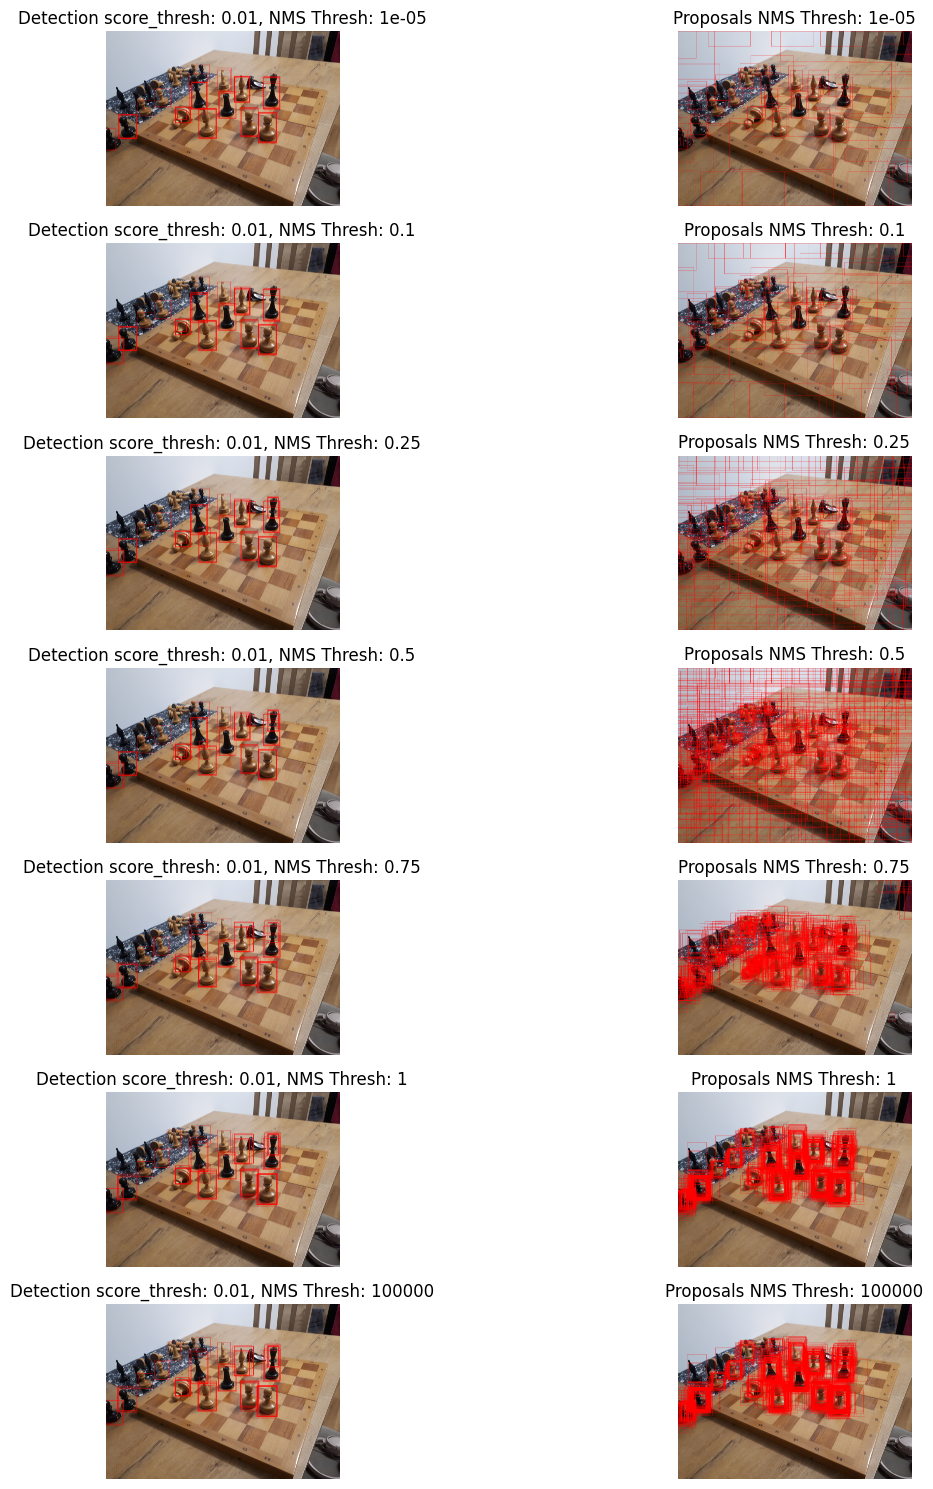 Detection score_thresh: 0.01, NMS Thresh: 1e-05
Proposals NMS Thresh: 1e-05
Detection score_thresh: 0.01, NMS Thresh: 0.1
Proposals NMS Thresh: 0.1
Detection score_thresh: 0.01, NMS Thresh: 0.25
Proposals NMS Thresh: 0.25
Detection score_thresh: 0.01, NMS Thresh: 0.5
Proposals NMS Thresh: 0.5
Detection score_thresh: 0.01, NMS Thresh: 0.75
Proposals NMS Thresh: 0.75
Detection score_thresh: 0.01, NMS Thresh: 1
Proposals NMS Thresh: 1
Detection score_thresh: 0.01, NMS Thresh: 100000
Proposals NMS Thresh: 100000